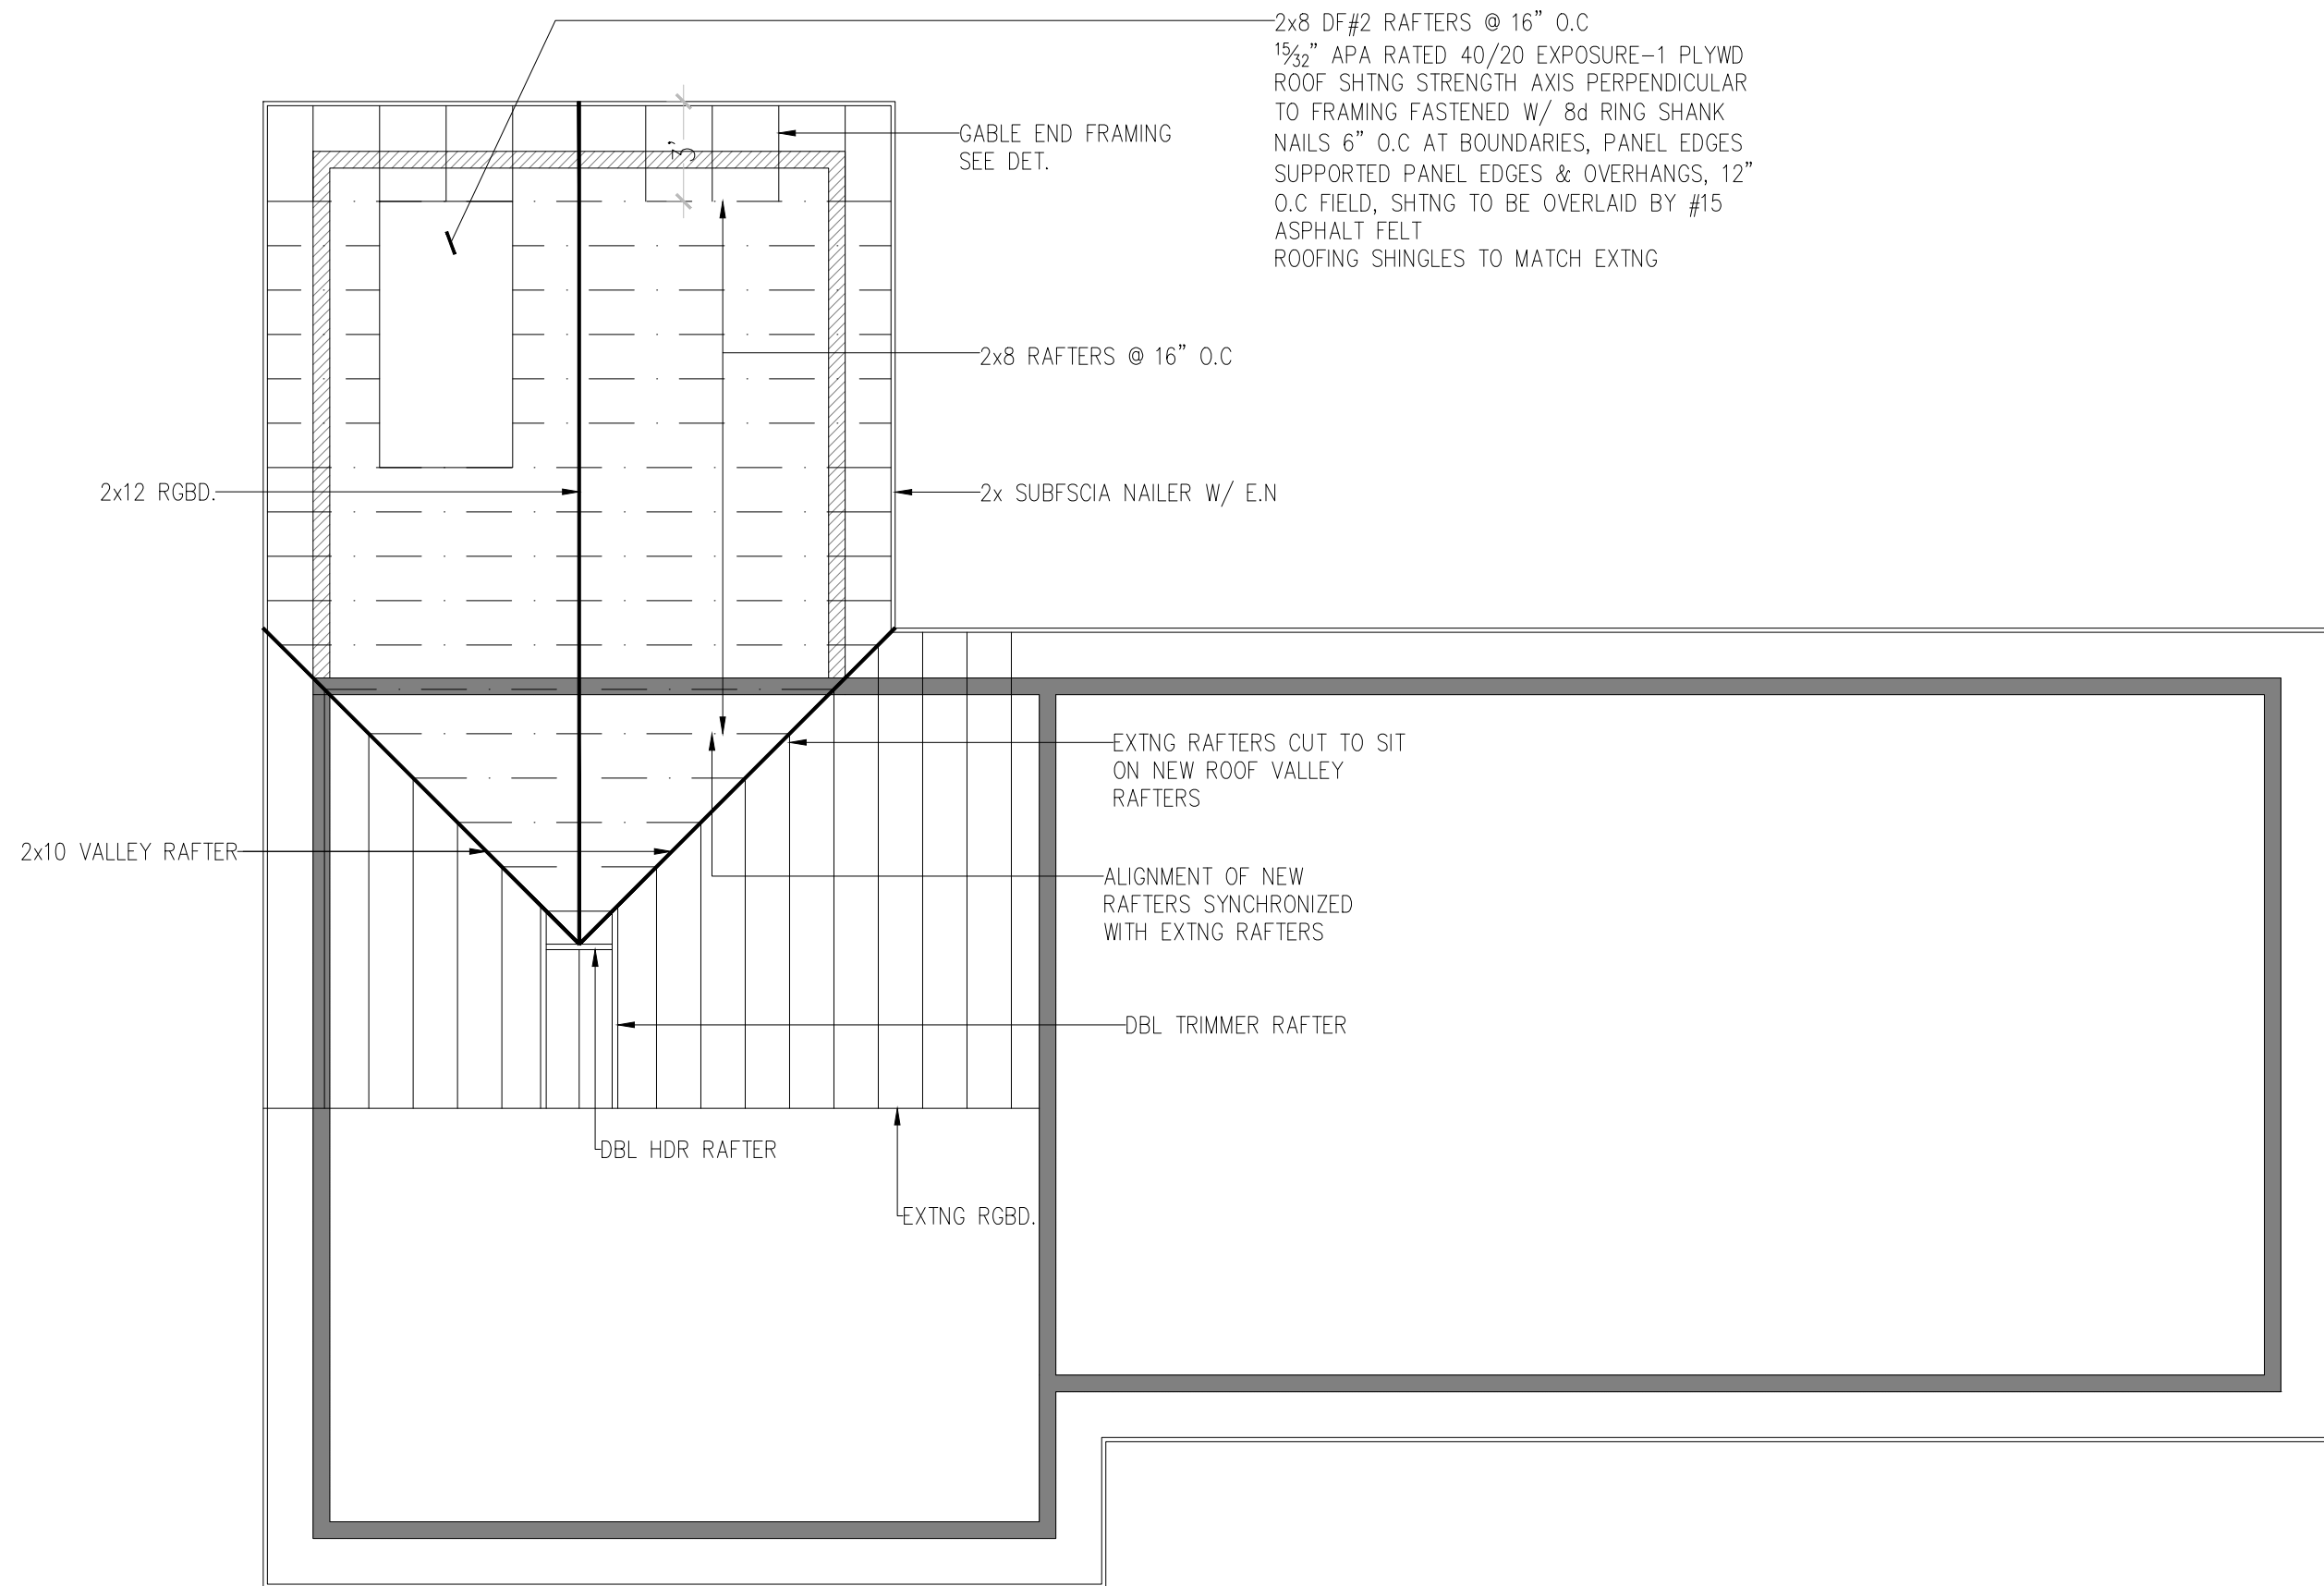 2x8 DF#2 RAFTERS @ 16" O.C
15/32" APA RATED 40/20 EXPOSURE-1 PLYWD
ROOF SHTNG STRENGTH AXIS PERPENDICULAR
TO FRAMING FASTENED W/ 8d RING SHANK
NAILS 6" O.C AT BOUNDARIES, PANEL EDGES
SUPPORTED PANEL EDGES & OVERHANGS, 12"
O.C FIELD, SHTNG TO BE OVERLAID BY #15
ASPHALT FELT
ROOFING SHINGLES TO MATCH EXTNG
GABLE END FRAMING
SEE DET.
3'
2x8 RAFTERS @ 16" O.C
2x12 RGBD.
2x SUBFSCIA NAILER W/ E.N
EXTNG RAFTERS CUT TO SIT
ON NEW ROOF VALLEY
RAFTERS
2x10 VALLEY RAFTER
ALIGNMENT OF NEW
RAFTERS SYNCHRONIZED
WITH EXTNG RAFTERS
DBL TRIMMER RAFTER
DBL HDR RAFTER
EXTNG RGBD.